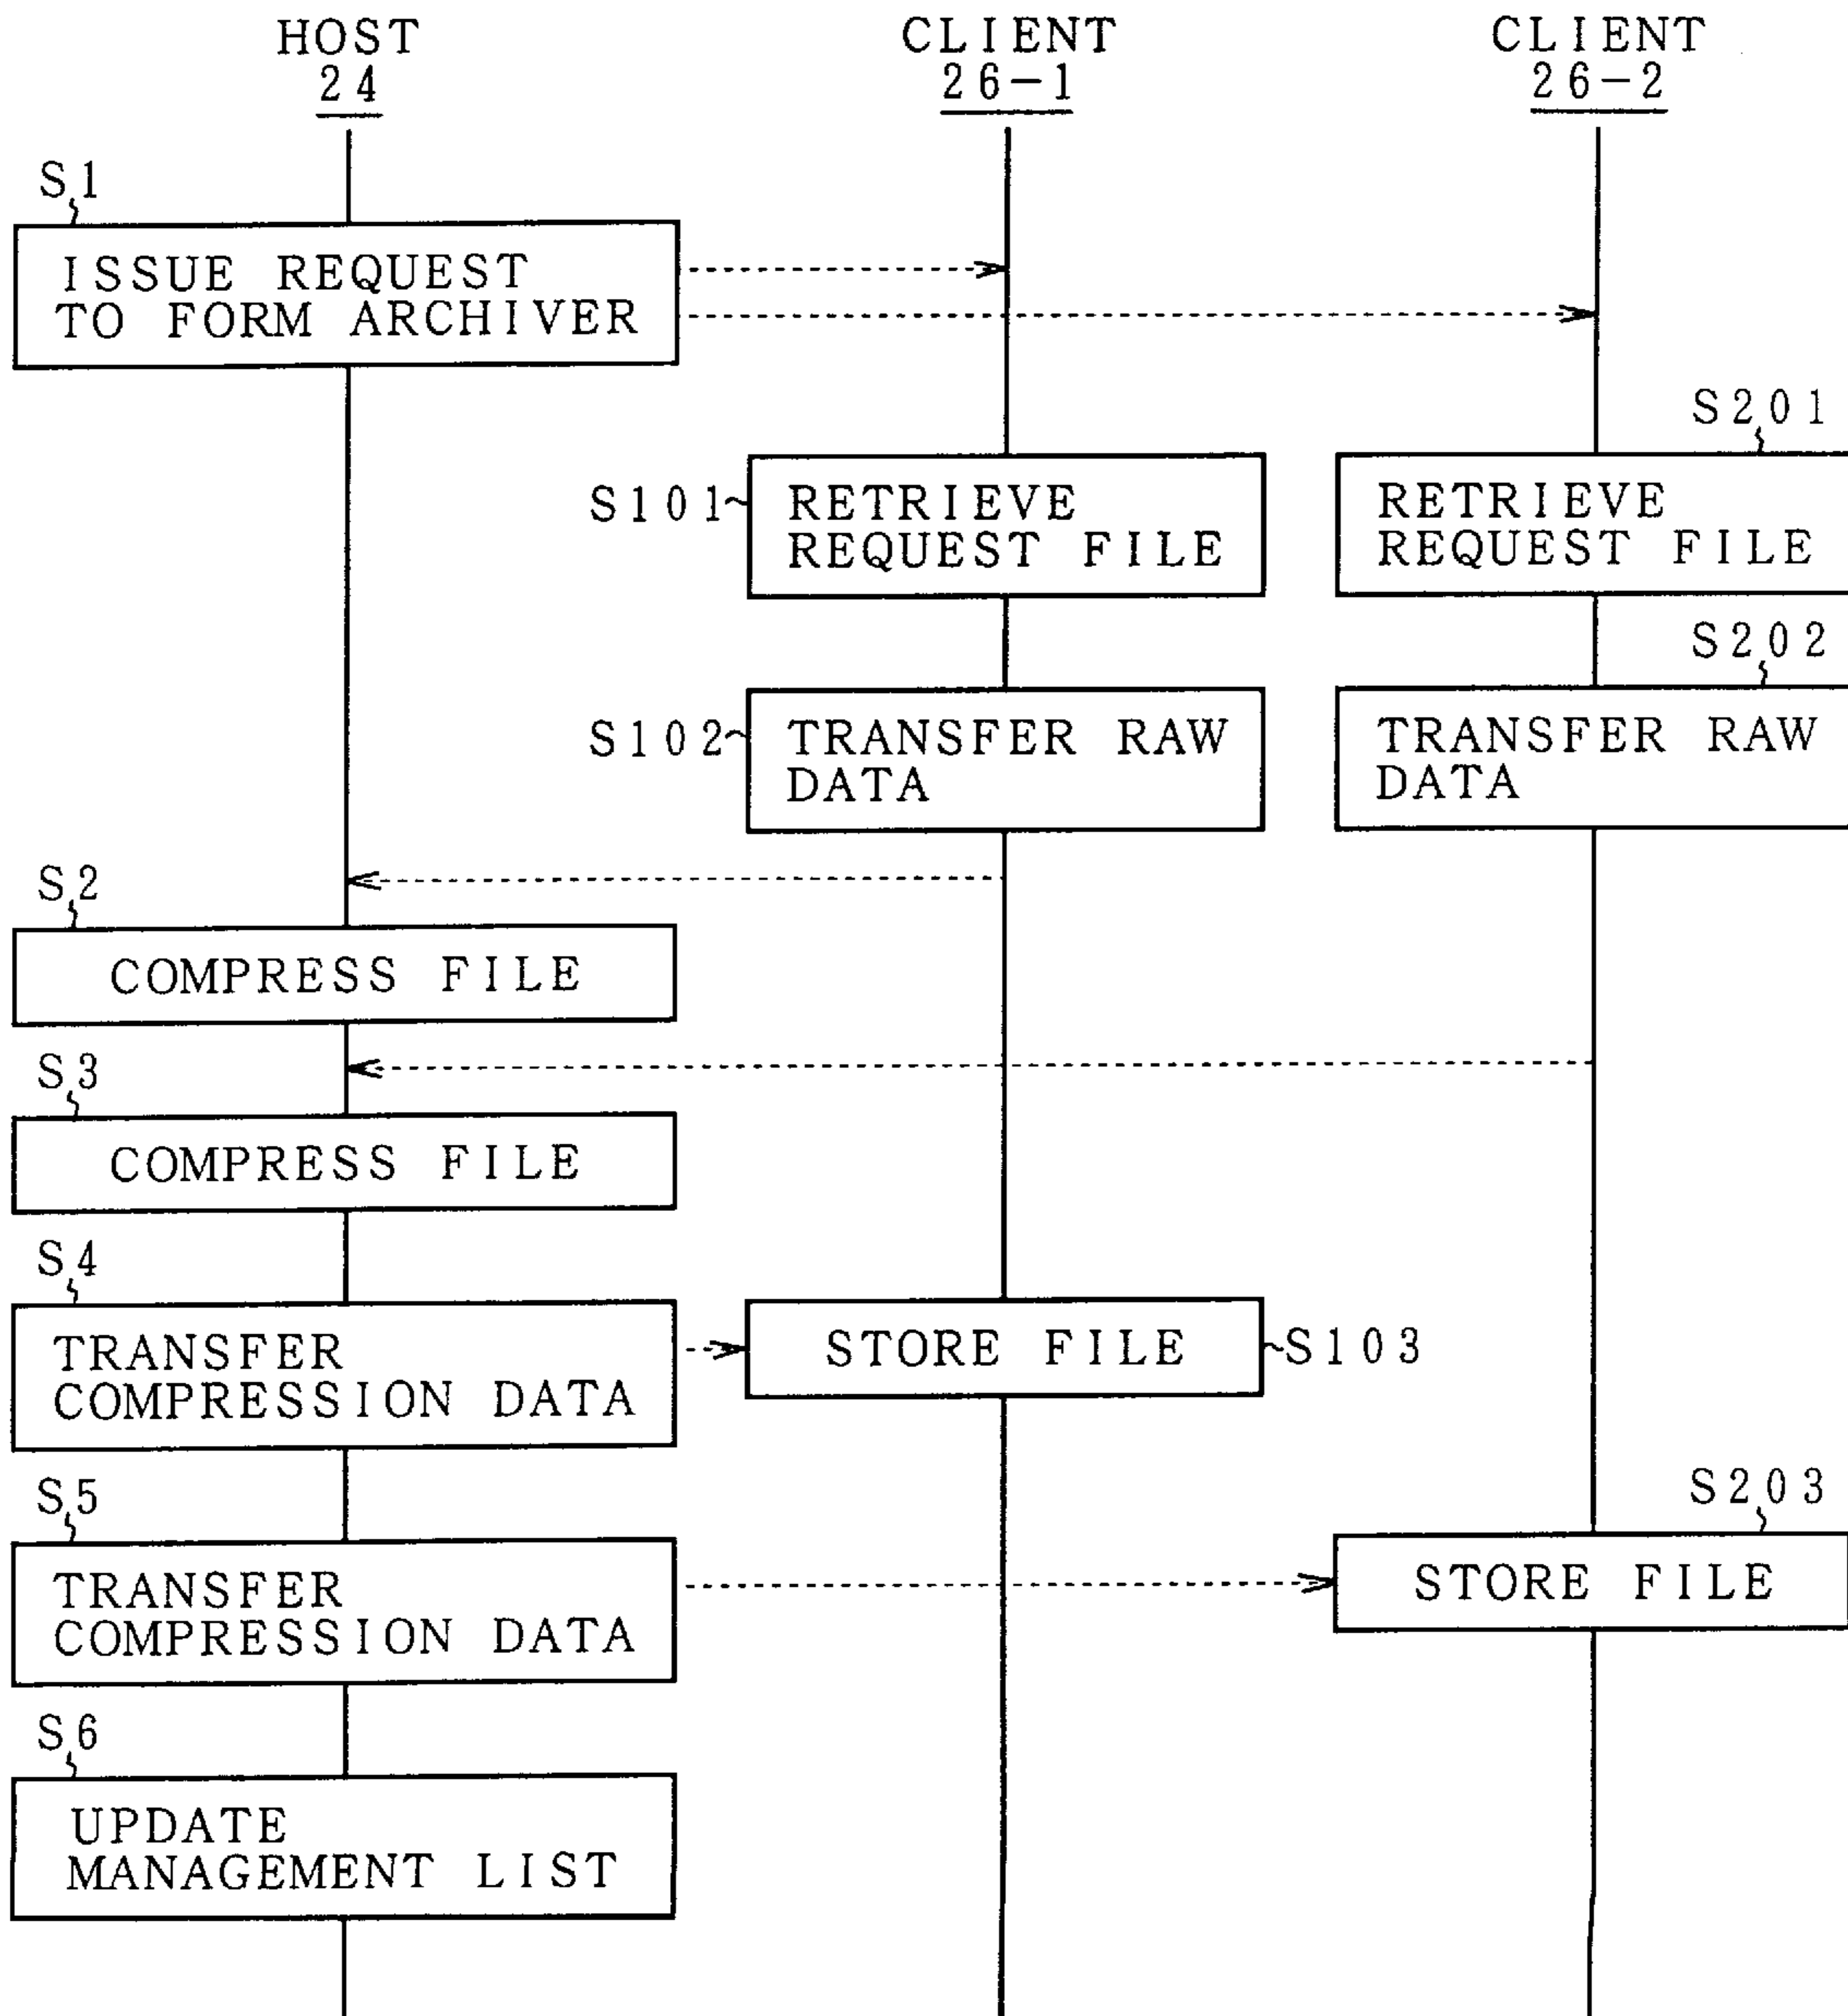 HOST
24
CLIENT
26-1
CLIENT
26-2
S1
ISSUE REQUEST
TO FORM ARCHIVER
S201
S101
RETRIEVE
REQUEST FILE
RETRIEVE
REQUEST FILE
S202
S102
TRANSFER RAW
DATA
TRANSFER RAW
DATA
S2
COMPRESS FILE
S3
COMPRESS FILE
S4
TRANSFER
COMPRESSION DATA
STORE FILE
S103
S5
TRANSFER
COMPRESSION DATA
S203
STORE FILE
S6
UPDATE
MANAGEMENT LIST